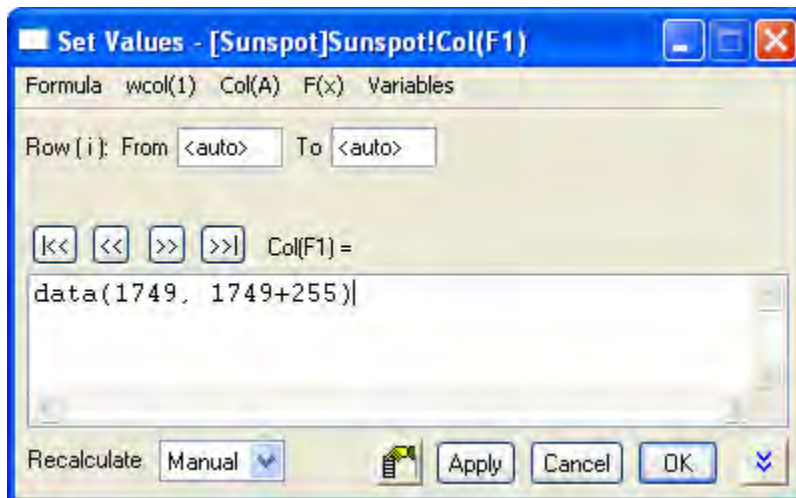 Set Values - [Sunspot]Sunspot!Col(F1)
Formula wcol(1) Col(A) F(x) Variables
Row ( i ): From <auto> To <auto>
|<< << >> >>| Col(F1) =
data(1749, 1749+255)
Recalculate Manual Apply Cancel OK